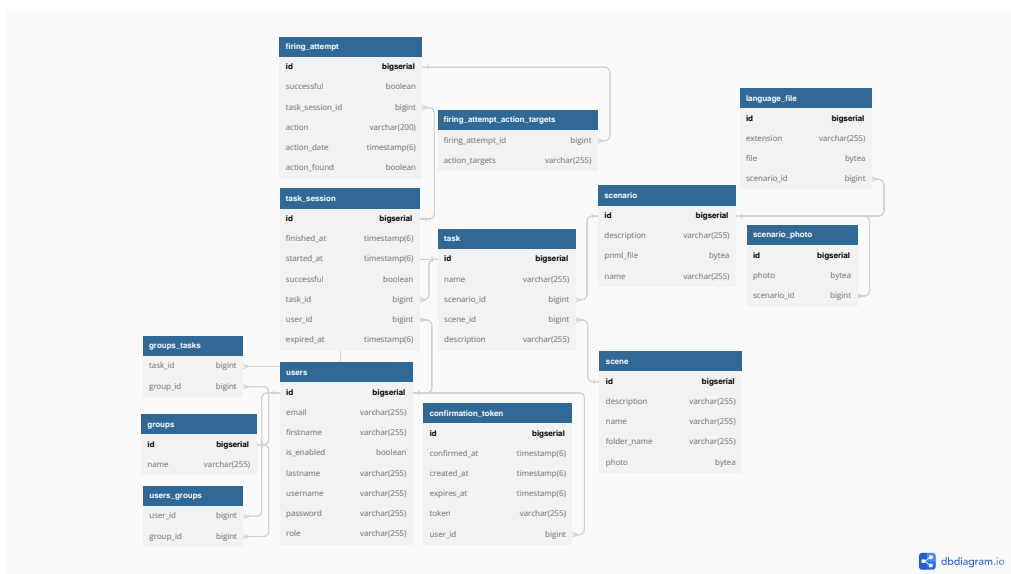 firing_attempt
id bigserial
successful boolean
task_session_id bigint
action varchar(200)
action_date timestamp(6)
action_found boolean
firing_attempt_action_targets
firing_attempt_id bigint
action_targets varchar(255)
language_file
id bigserial
extension varchar(255)
file bytea
scenario_id bigint
task_session
id bigserial
finished_at timestamp(6)
started_at timestamp(6)
successful boolean
task_id bigint
user_id bigint
expired_at timestamp(6)
task
id bigserial
name varchar(255)
scenario_id bigint
scene_id bigint
description varchar(255)
scenario
id bigserial
description varchar(255)
pnml_file bytea
name varchar(255)
scenario_photo
id bigserial
photo bytea
scenario_id bigint
groups_tasks
task_id bigint
group_id bigint
groups
id bigserial
name varchar(255)
users_groups
user_id bigint
group_id bigint
users
id bigserial
email varchar(255)
firstname varchar(255)
is_enabled boolean
lastname varchar(255)
username varchar(255)
password varchar(255)
role varchar(255)
confirmation_token
id bigserial
confirmed_at timestamp(6)
created_at timestamp(6)
expires_at timestamp(6)
token varchar(255)
user_id bigint
scene
id bigserial
description varchar(255)
name varchar(255)
folder_name varchar(255)
photo bytea
dbdiagram.io